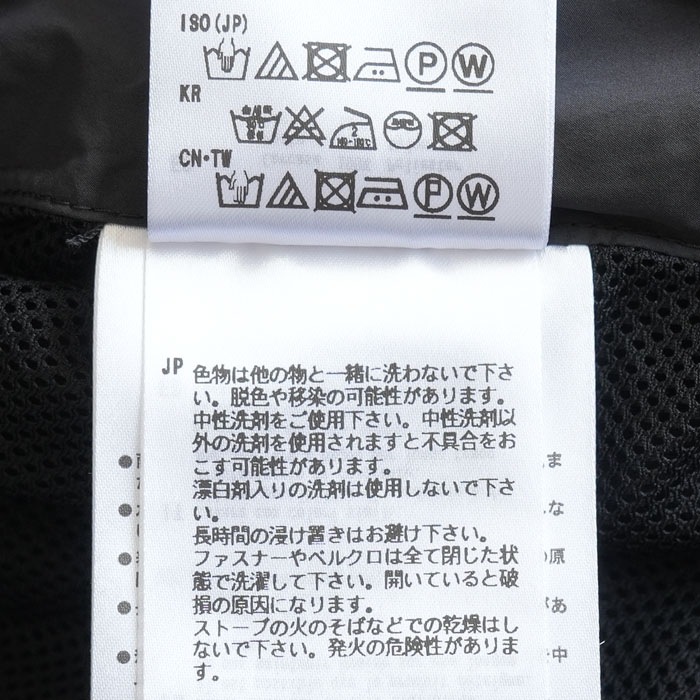 ISO(JP)
P W
KR
2
CN·TW
P W
JP 色物は他の物と一緒に洗わないで下さ
い。脱色や移染の可能性があります。
中性洗剤をご使用下さい。中性洗剤以
外の洗剤を使用されますと不具合をお
こす可能性があります。
漂白剤入りの洗剤は使用しないで下さ
い。
長時間の浸け置きはお避け下さい。
ファスナーやベルクロは全て閉じた状
態で洗濯して下さい。開いていると破
損の原因になります。
ストーブの火のそばなどでの乾燥はし
ないで下さい。発火の危険性がありま
す。